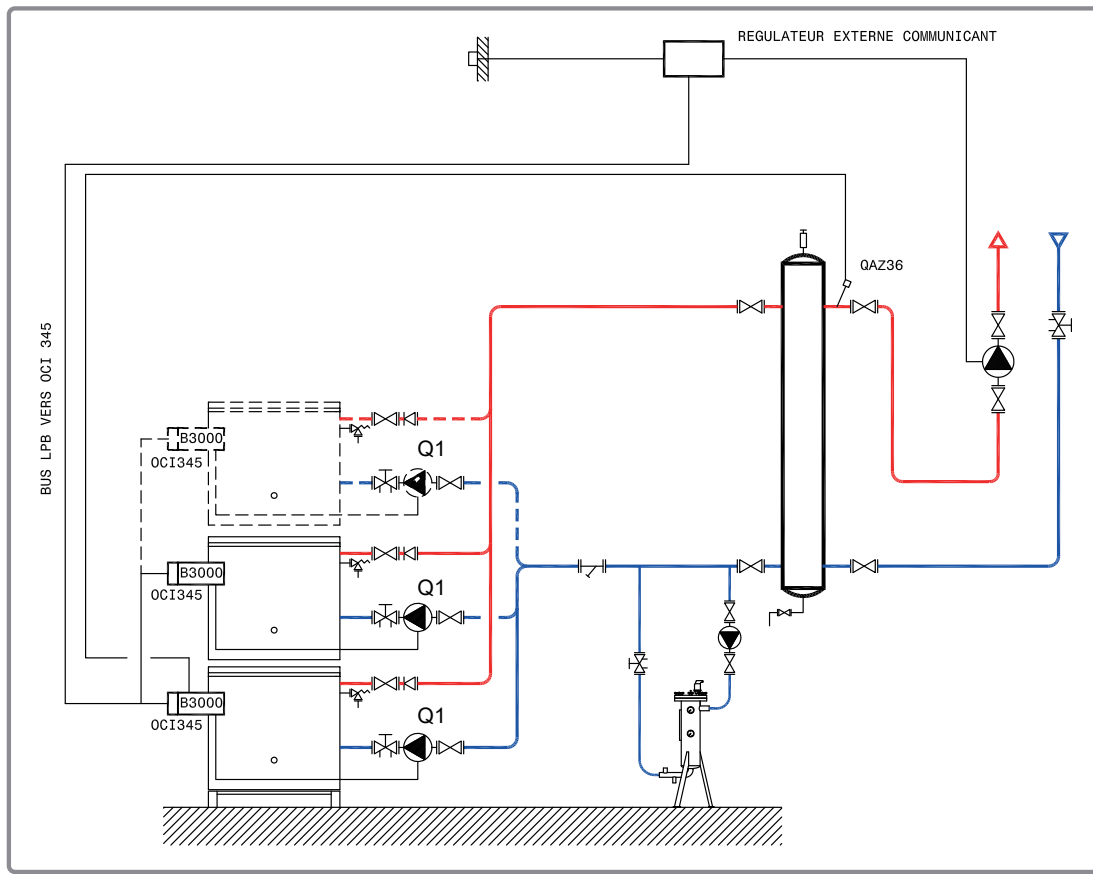 REGULATEUR EXTERNE COMMUNICANT
QAZ36
BUS LPB VERS OCI 345
B3000
OCI345
Q1
B3000
OCI345
Q1
B3000
OCI345
Q1